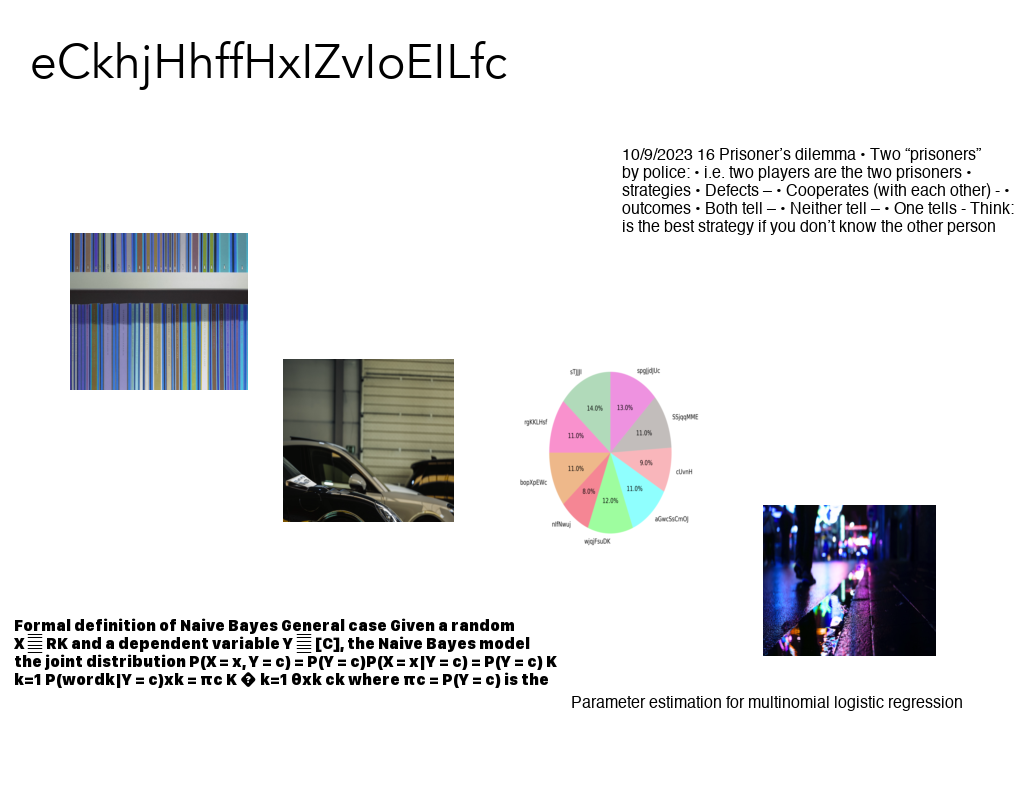 eCkhjHhffHxIZvIoEILfc
10/9/2023 16 Prisoner’s dilemma • Two “prisoners”
by police: • i.e. two players are the two prisoners •
strategies • Defects – • Cooperates (with each other) - •
outcomes • Both tell – • Neither tell – • One tells - Think:
is the best strategy if you don’t know the other person
sTJJJI
spgJjdJUc
rgKKLHsf
14.0%
13.0%
SSjqqMME
11.0%
11.0%
11.0%
9.0%
cUvnH
bopXpEWc
8.0%
12.0%
11.0%
aGwcSsCmOJ
nlfNwuj
wjqjFsuDK
Formal definition of Naive Bayes General case Given a random
X RK and a dependent variable Y [C], the Naive Bayes model
the joint distribution P(X = x, Y = c) = P(Y = c)P(X = x|Y = c) = P(Y = c) K
k=1 P(wordk|Y = c)xk = πc K � k=1 θxk ck where πc = P(Y = c) is the
Parameter estimation for multinomial logistic regression